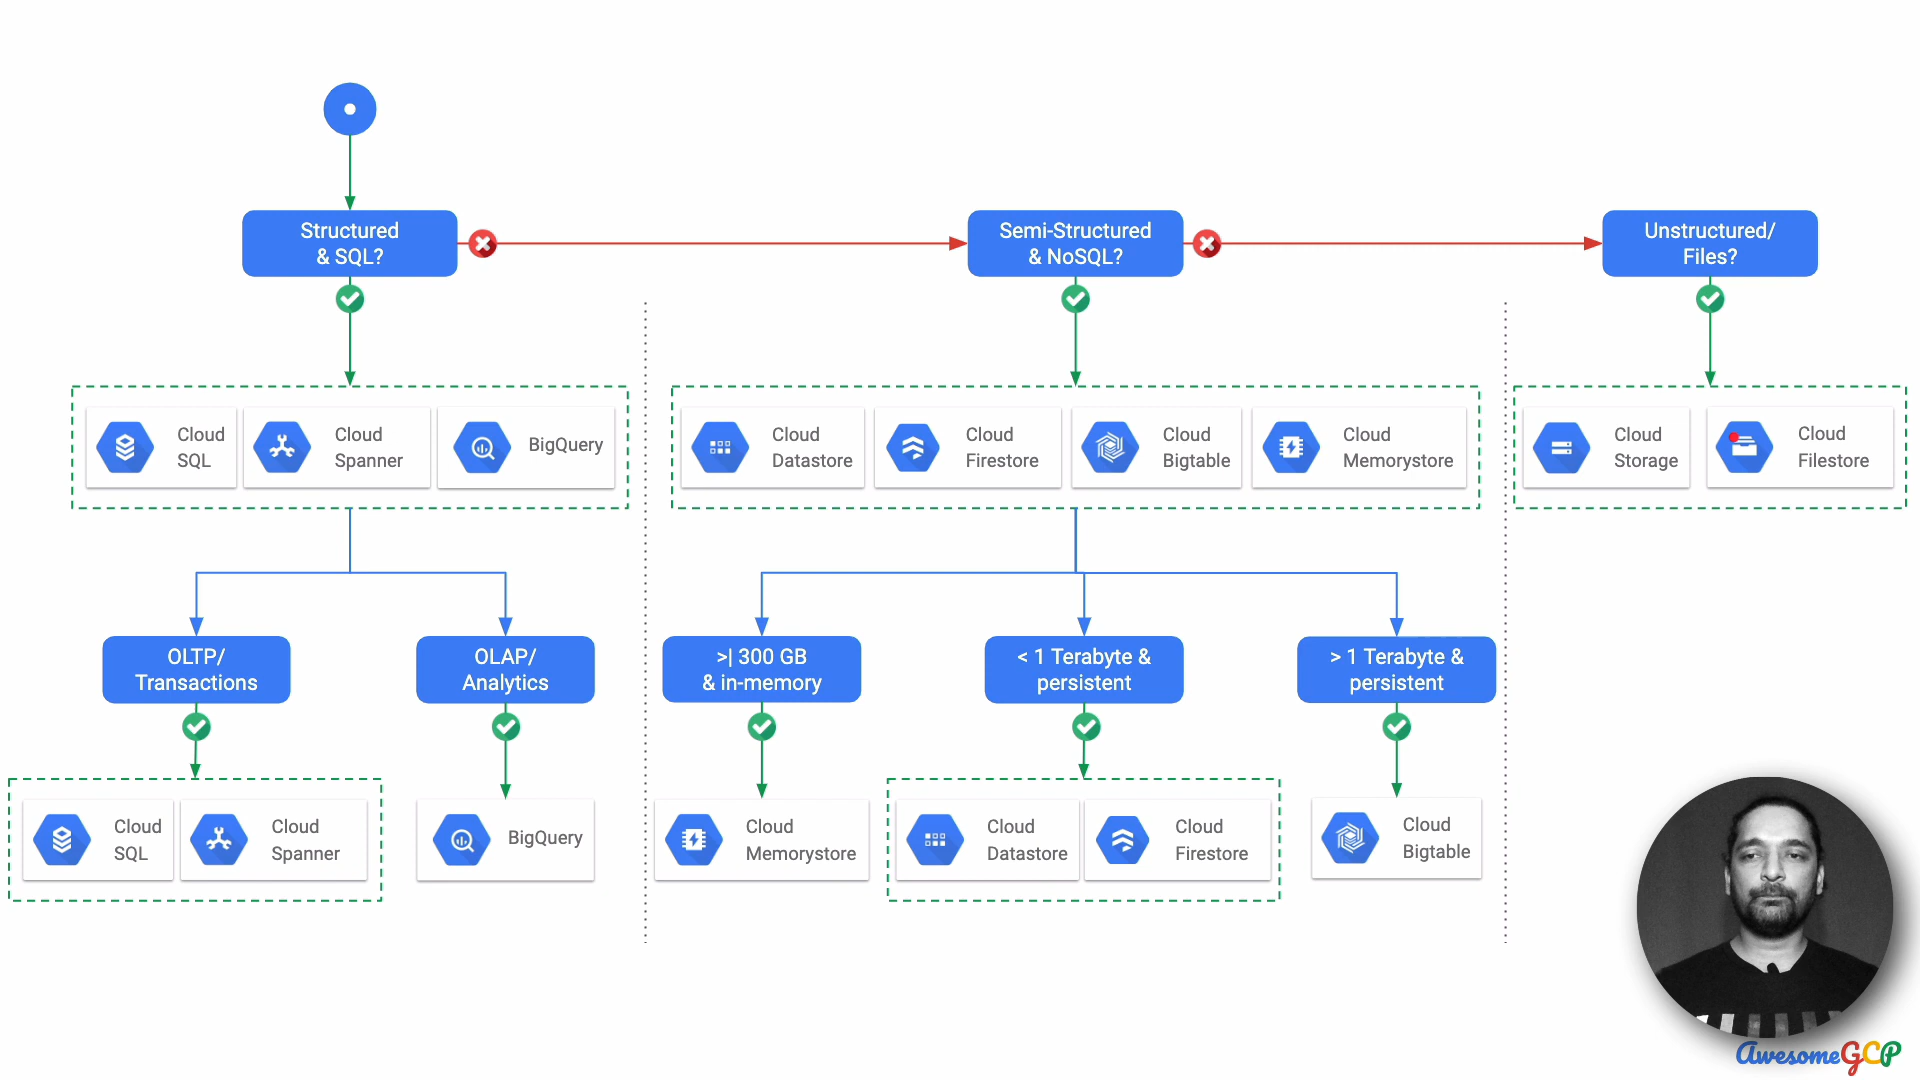 Structured
& SQL?
Semi-Structured
& NoSQL?
Unstructured/
Files?
Cloud
SQL
Cloud
Spanner
BigQuery
Cloud
Datastore
Cloud
Firestore
Cloud
Bigtable
Cloud
Memorystore
Cloud
Storage
Cloud
Filestore
OLTP/
Transactions
OLAP/
Analytics
>| 300 GB
& in-memory
< 1 Terabyte &
persistent
> 1 Terabyte &
persistent
Cloud
SQL
Cloud
Spanner
BigQuery
Cloud
Memorystore
Cloud
Datastore
Cloud
Firestore
Cloud
Bigtable
AwesomeGCP